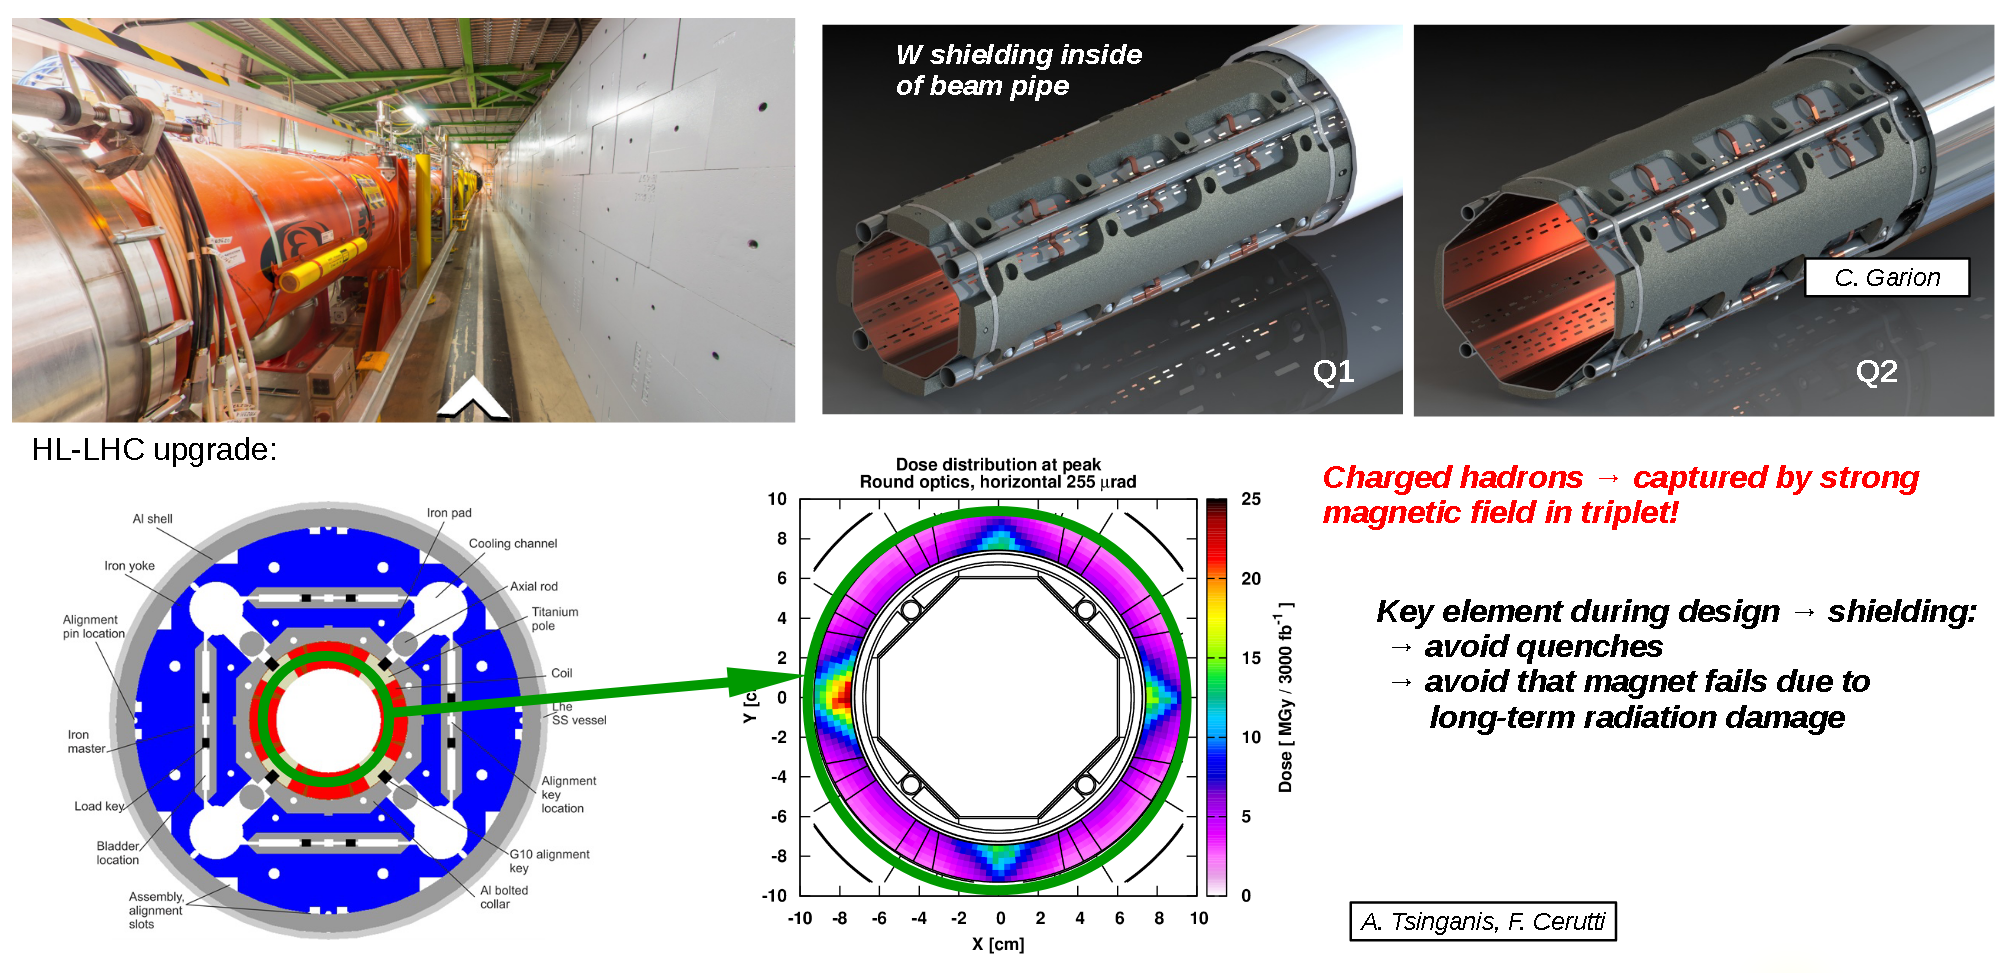 W shielding inside
of beam pipe
Q1
Q2
C. Garion
HL-LHC upgrade:
Al shell
Iron yoke
Alignment
pin location
Iron
master
Load key
Bladder
location
Assembly,
alignment
slots
Iron pad
Cooling channel
Axial rod
Titanium
pole
Coil
Lhe
SS vessel
Alignment
key
location
G10 alignment
key
Al bolted
collar
Dose distribution at peak
Round optics, horizontal 255 μrad
10
8
6
4
2
0
-2
-4
-6
-8
-10
Y [c
-10 -8 -6 -4 -2 0 2 4 6 8 10
X [cm]
25
20
15
10
5
0
Dose [ MGy / 3000 fb⁻¹ ]
Charged hadrons → captured by strong
magnetic field in triplet!
Key element during design → shielding:
→ avoid quenches
→ avoid that magnet fails due to
long-term radiation damage
A. Tsinganis, F. Cerutti